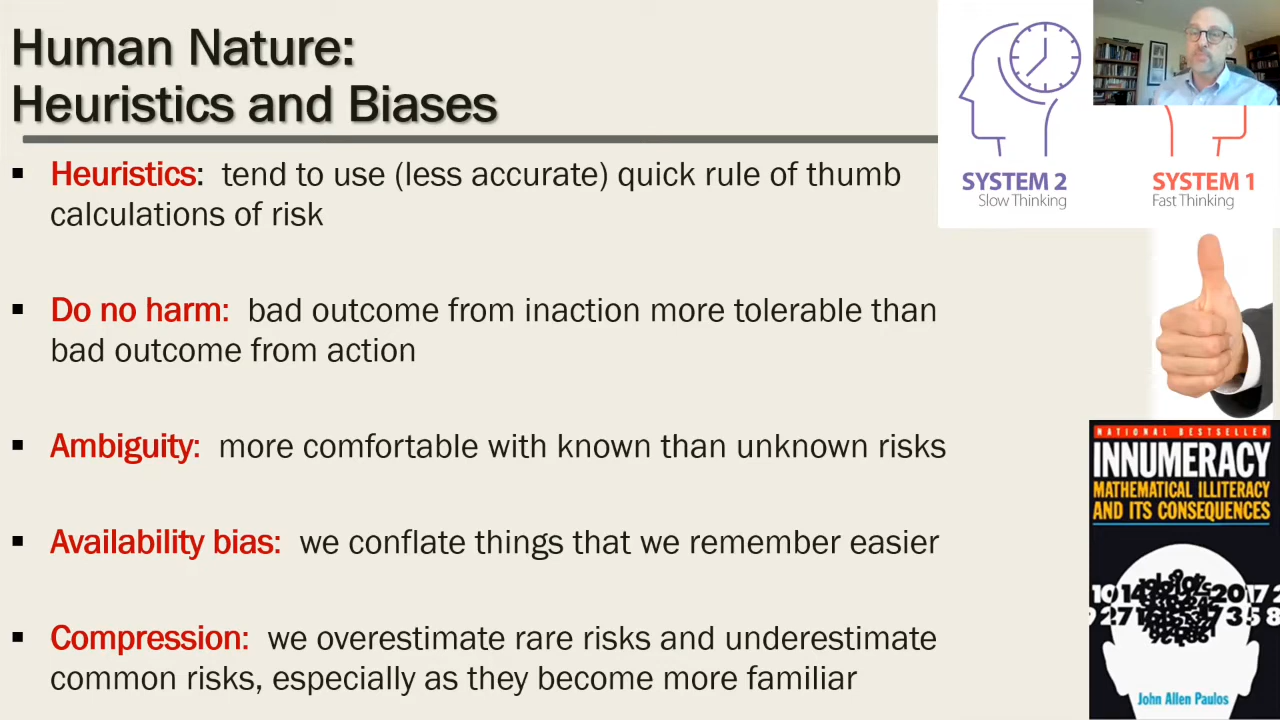 Human Nature:
Heuristics and Biases
▪ Heuristics: tend to use (less accurate) quick rule of thumb
calculations of risk
▪ Do no harm: bad outcome from inaction more tolerable than
bad outcome from action
▪ Ambiguity: more comfortable with known than unknown risks
▪ Availability bias: we conflate things that we remember easier
▪ Compression: we overestimate rare risks and underestimate
common risks, especially as they become more familiar
SYSTEM 2
Slow Thinking
SYSTEM 1
Fast Thinking
NATIONAL BESTSELLER
INNUMERACY
MATHEMATICAL ILLITERACY
AND ITS CONSEQUENCES
John Allen Paulos